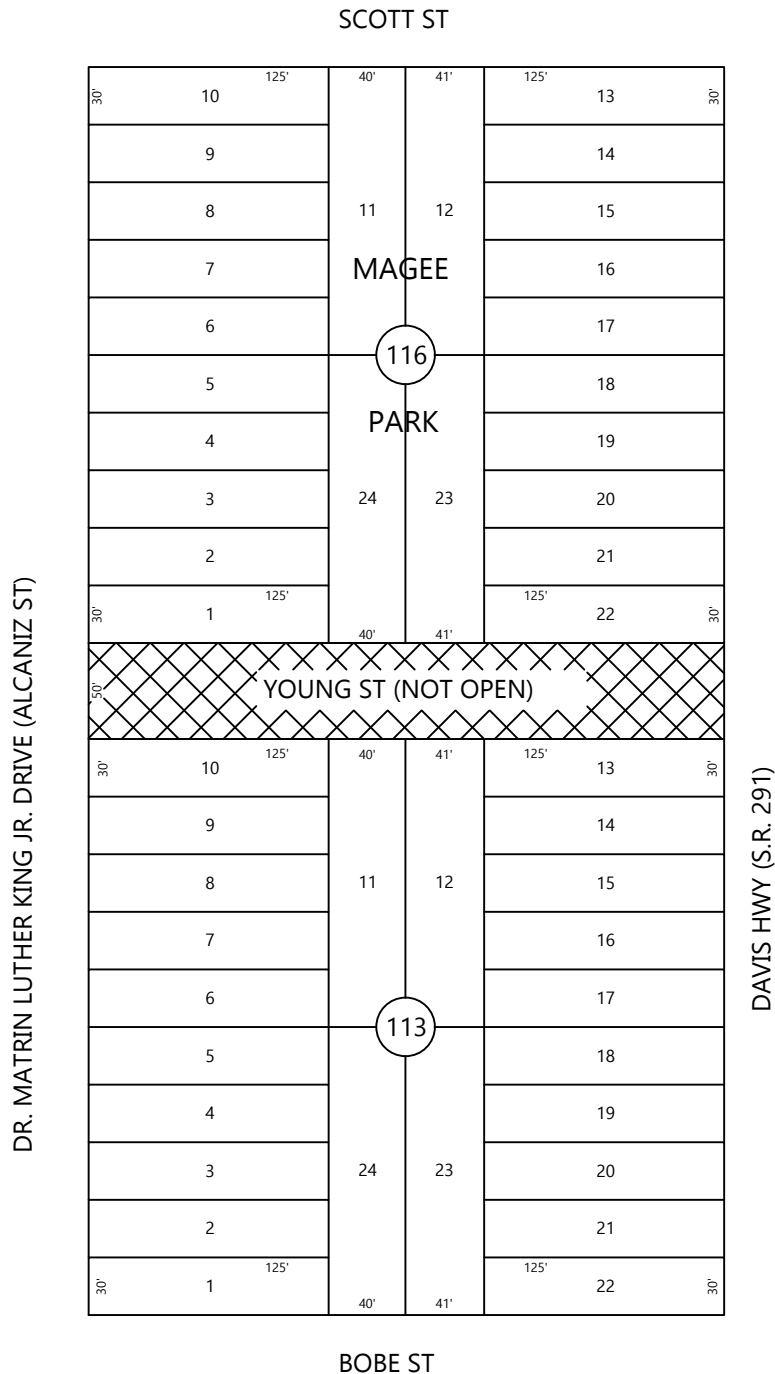 SCOTT ST
125' 40' 41' 125'
30' 10 13 30'
9 14
8 11 12 15
MAGEE
7 16
6 17
116
5 18
PARK
4 19
3 24 23 20
2 21
125' 125'
30' 1 22 30'
40' 41'
50' YOUNG ST (NOT OPEN)
125' 40' 41' 125'
30' 10 13 30'
9 14
8 11 12 15
7 16
6 17
113
5 18
4 19
3 24 23 20
2 21
125' 125'
30' 1 22 30'
40' 41'
DR. MATRIN LUTHER KING JR. DRIVE (ALCANIZ ST)
DAVIS HWY (S.R. 291)
BOBE ST